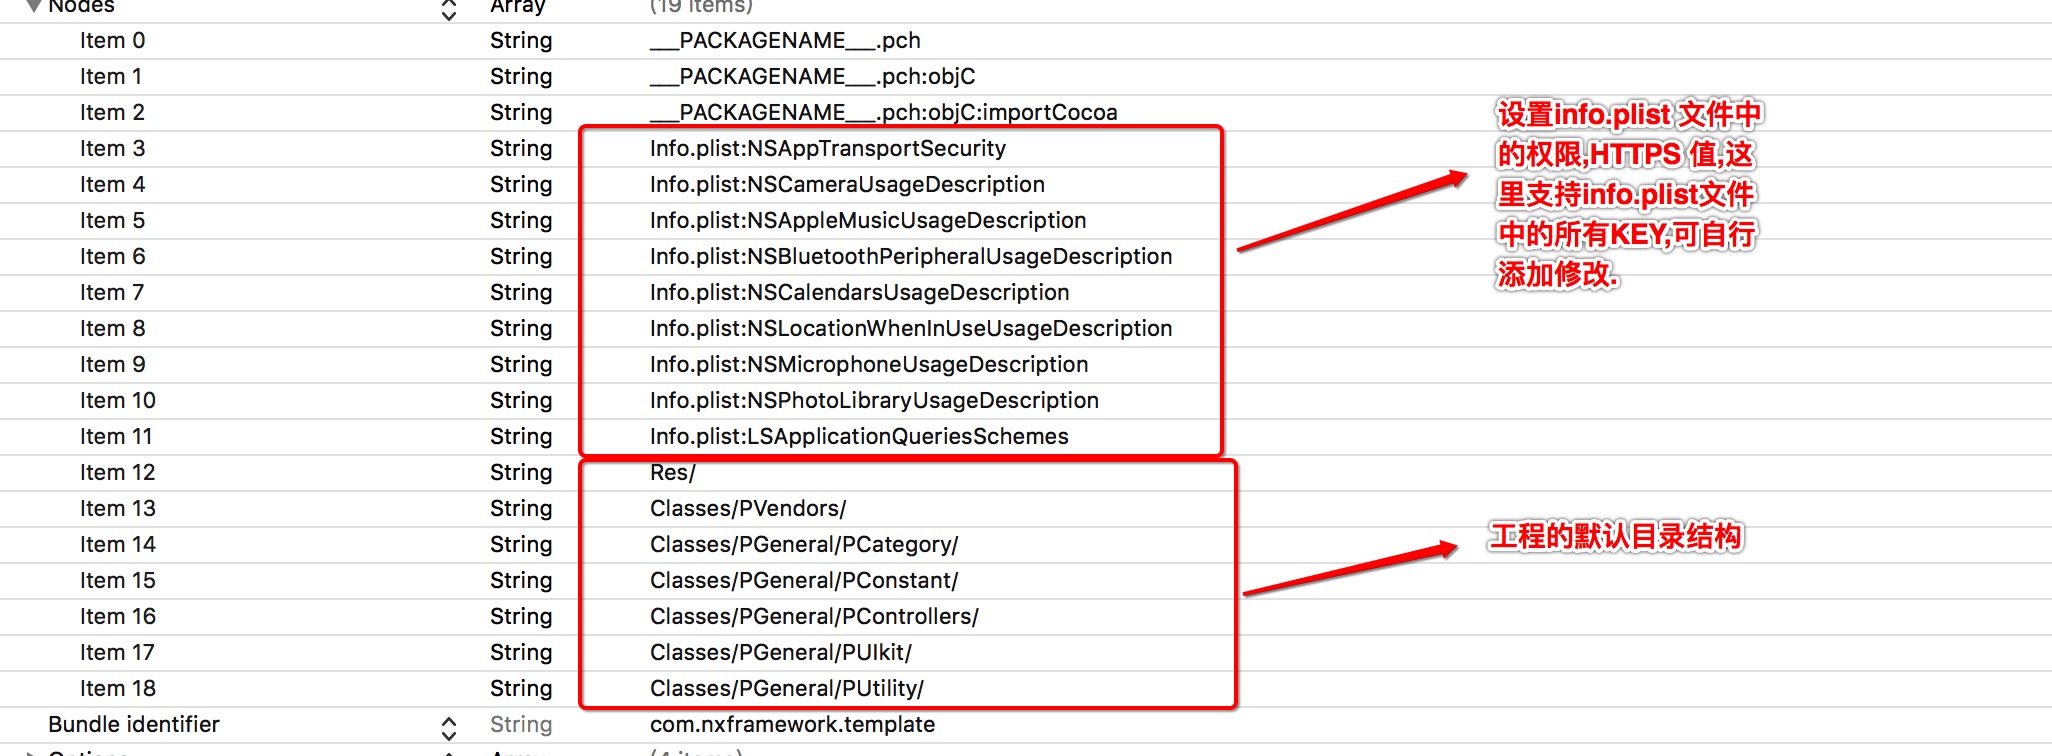 Nodes Array (19 items)
Item 0 String ___PACKAGENAME___.pch
Item 1 String ___PACKAGENAME___.pch:objC
Item 2 String ___PACKAGENAME___.pch:objC:importCocoa
Item 3 String Info.plist:NSAppTransportSecurity
Item 4 String Info.plist:NSCameraUsageDescription
Item 5 String Info.plist:NSAppleMusicUsageDescription
Item 6 String Info.plist:NSBluetoothPeripheralUsageDescription
Item 7 String Info.plist:NSCalendarsUsageDescription
Item 8 String Info.plist:NSLocationWhenInUseUsageDescription
Item 9 String Info.plist:NSMicrophoneUsageDescription
Item 10 String Info.plist:NSPhotoLibraryUsageDescription
Item 11 String Info.plist:LSApplicationQueriesSchemes
Item 12 String Res/
Item 13 String Classes/PVendors/
Item 14 String Classes/PGeneral/PCategory/
Item 15 String Classes/PGeneral/PConstant/
Item 16 String Classes/PGeneral/PControllers/
Item 17 String Classes/PGeneral/PUIkit/
Item 18 String Classes/PGeneral/PUtility/
Bundle identifier String com.nxframework.template
Options Array (4 items)
设置info.plist 文件中
的权限,HTTPS 值,这
里支持info.plist文件
中的所有KEY,可自行
添加修改.
工程的默认目录结构